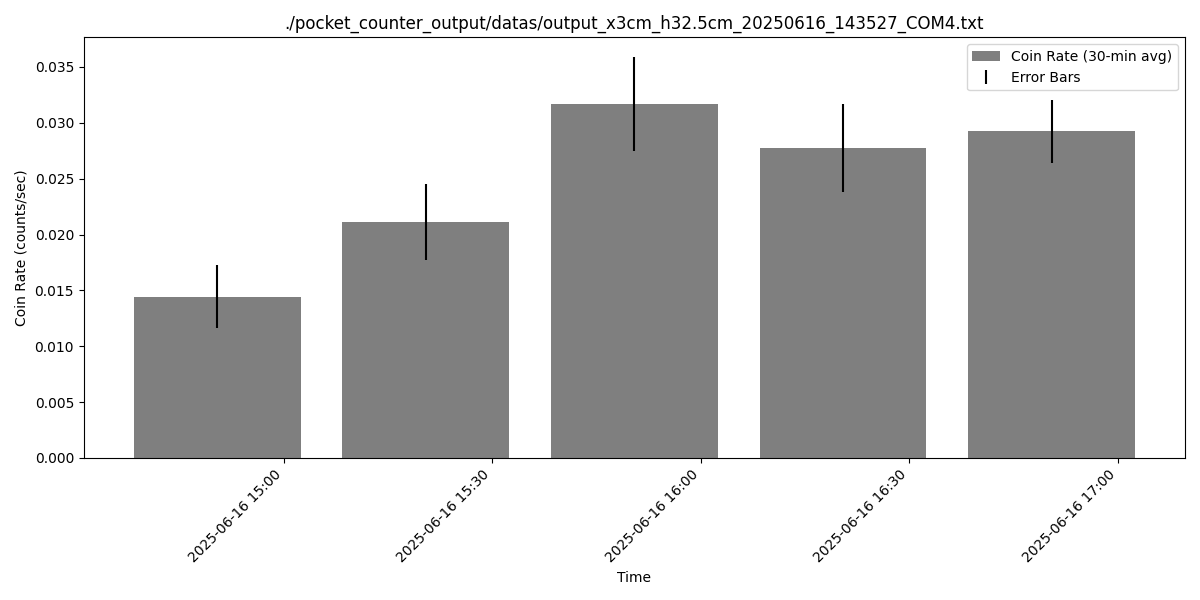 ./pocket_counter_output/datas/output_x3cm_h32.5cm_20250616_143527_COM4.txt
Coin Rate (30-min avg)
Error Bars
Coin Rate (counts/sec)
0.035
0.030
0.025
0.020
0.015
0.010
0.005
0.000
2025-06-16 15:00
2025-06-16 15:30
2025-06-16 16:00
2025-06-16 16:30
2025-06-16 17:00
Time